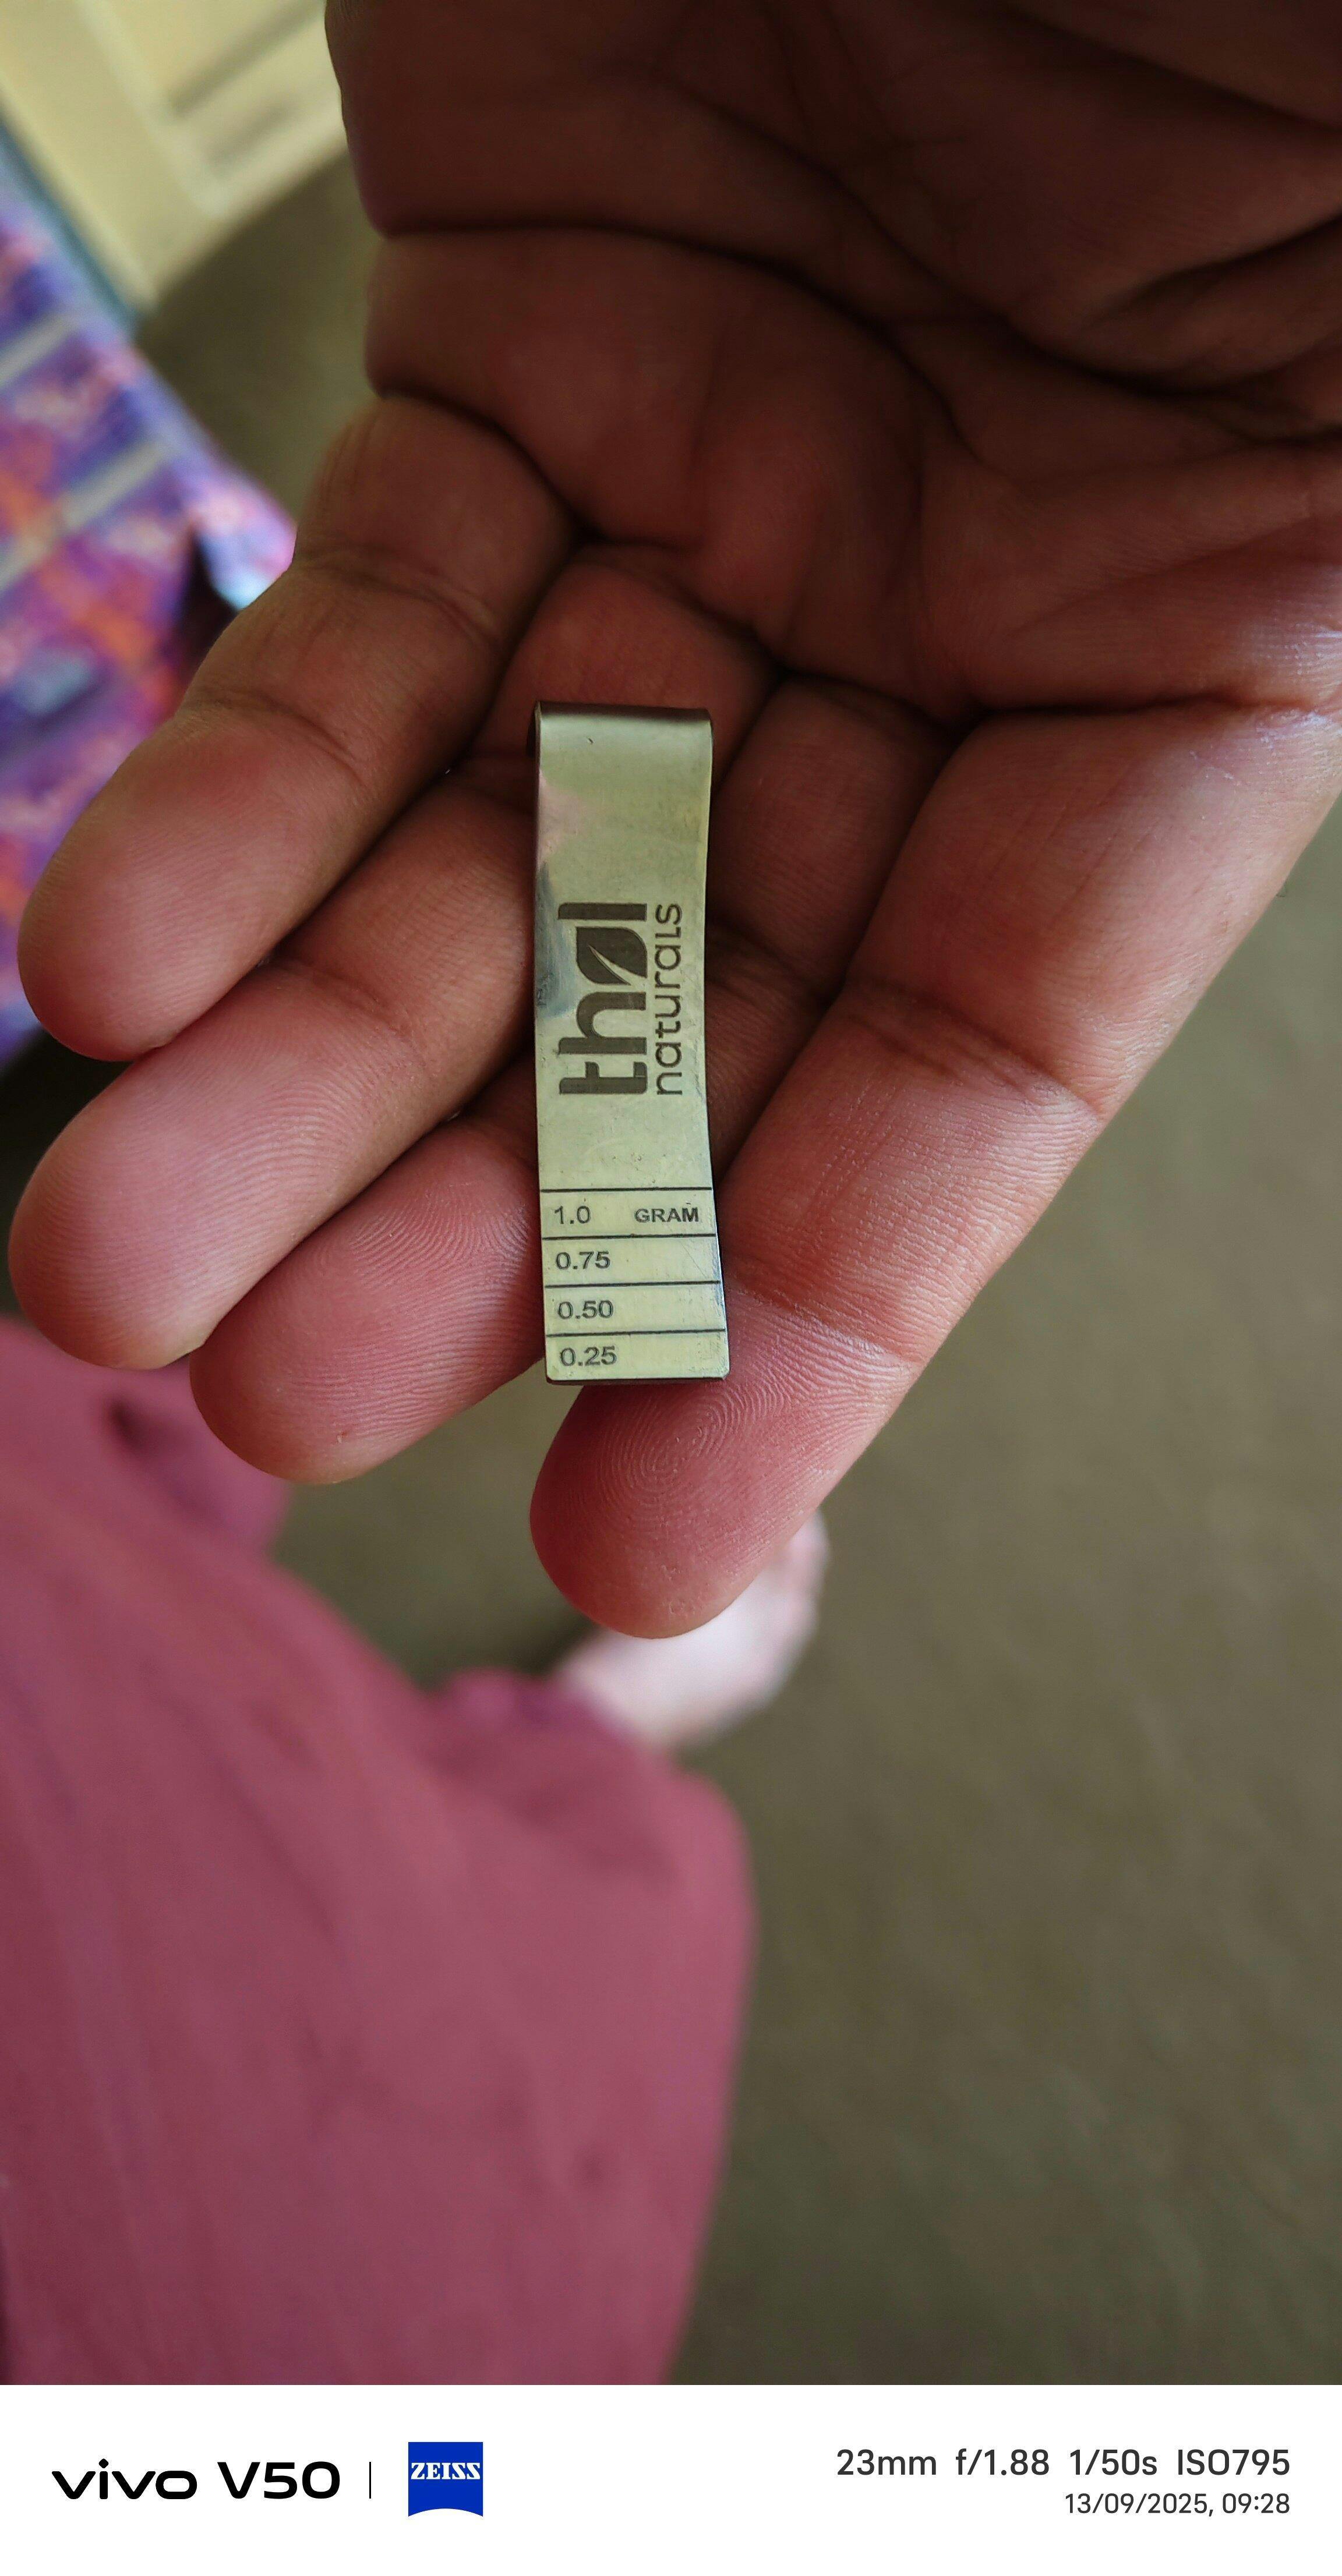 thol
naturals
1.0 GRAM
0.75
0.50
0.25
vivo V50 | ZEISS
23mm f/1.88 1/50s ISO795
13/09/2025, 09:28